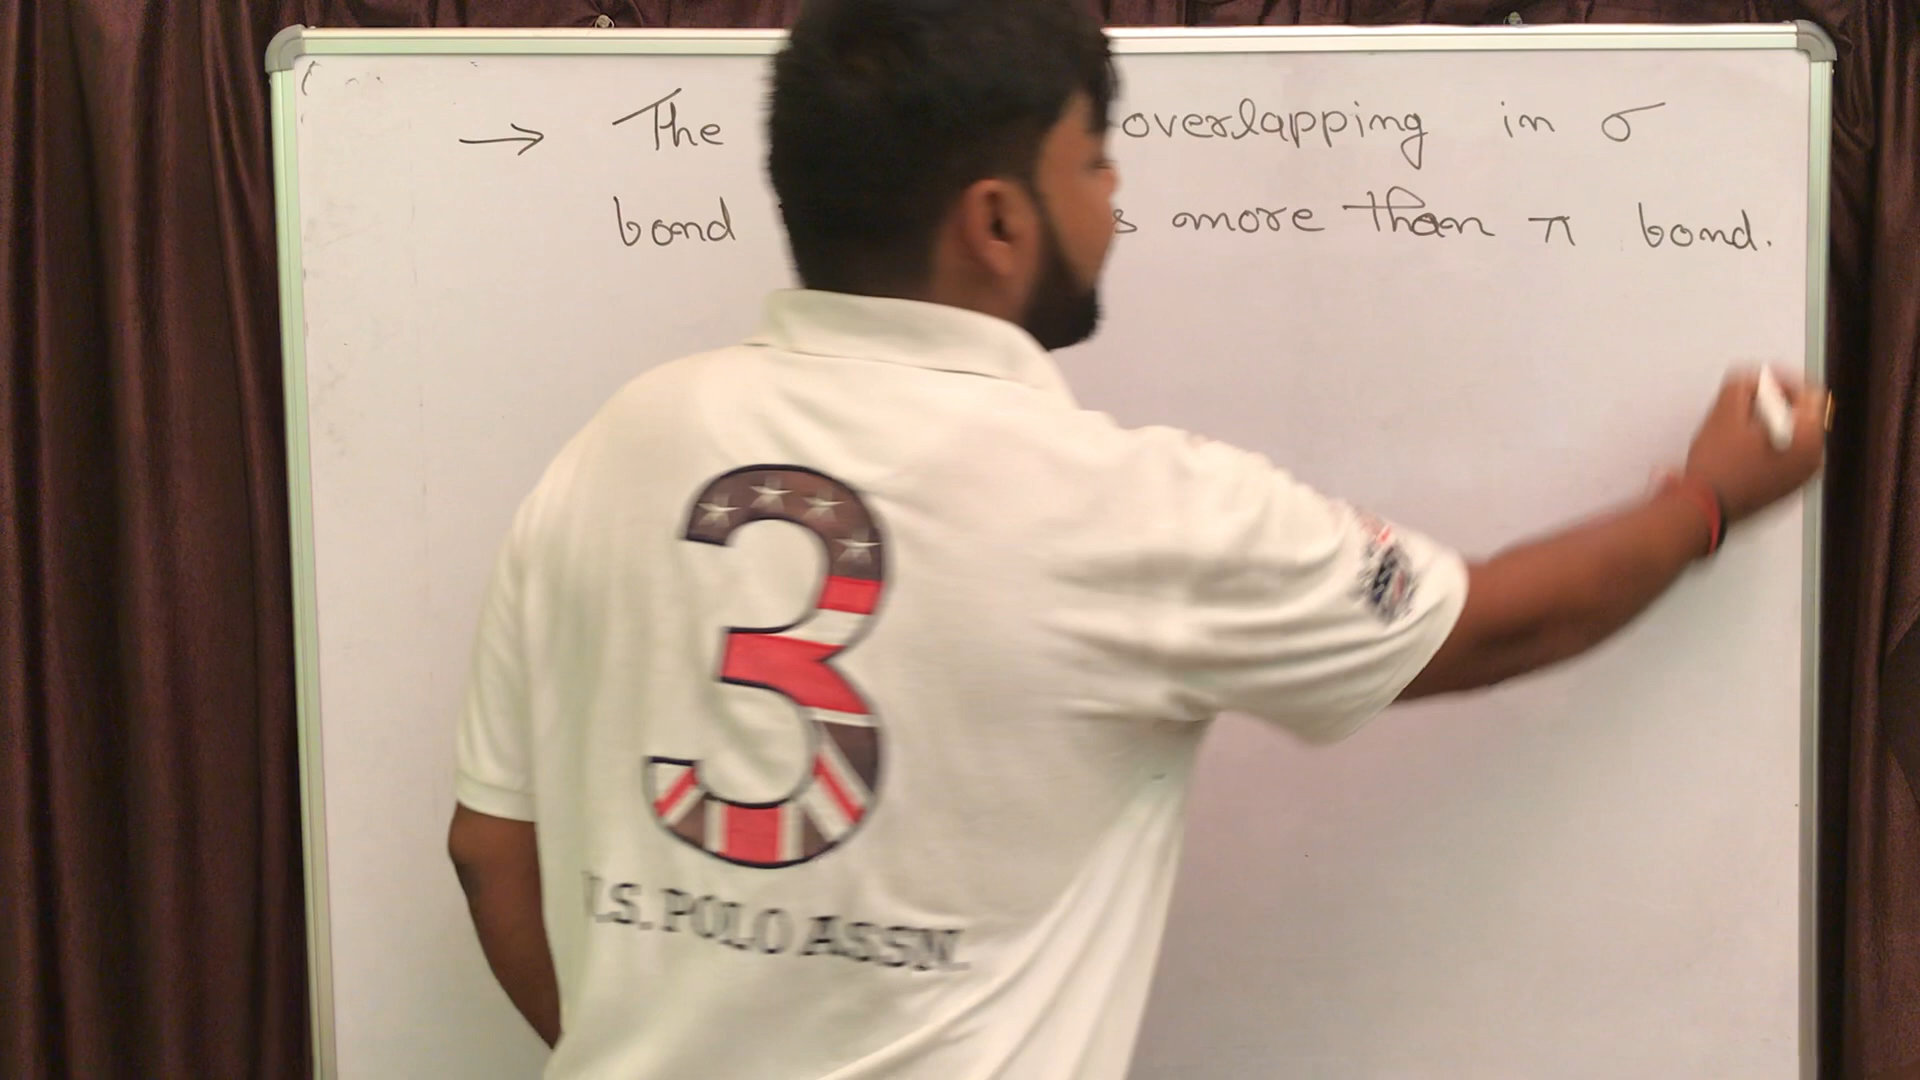 → The overlapping in σ
bond more than π bond.
3
U.S. POLO ASSN.